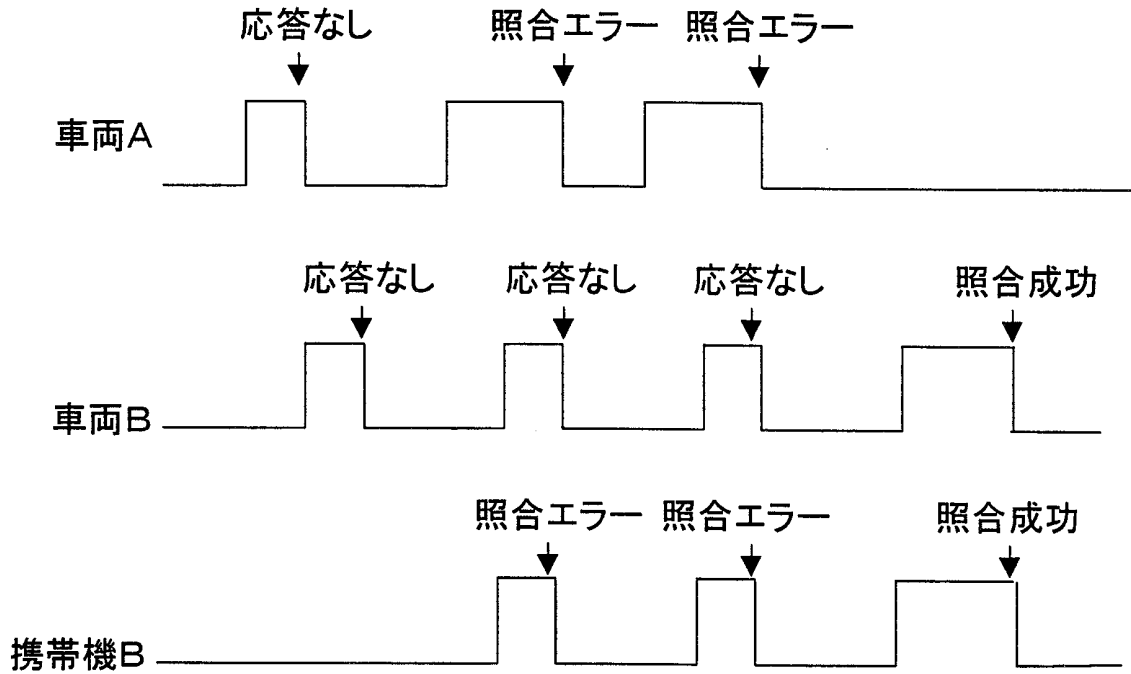 応答なし 照合エラー 照合エラー
車両A
応答なし 応答なし 応答なし 照合成功
車両B
照合エラー 照合エラー 照合成功
携帯機B